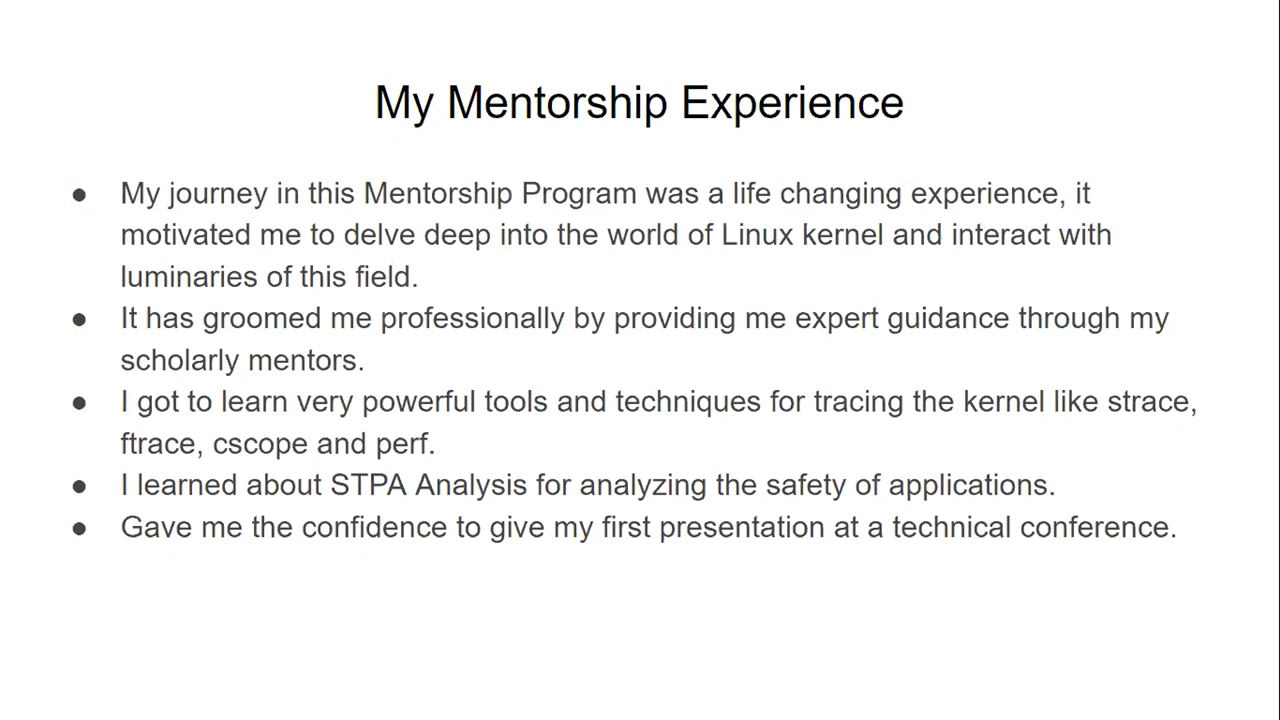 My Mentorship Experience
● My journey in this Mentorship Program was a life changing experience, it
motivated me to delve deep into the world of Linux kernel and interact with
luminaries of this field.
● It has groomed me professionally by providing me expert guidance through my
scholarly mentors.
● I got to learn very powerful tools and techniques for tracing the kernel like strace,
ftrace, cscope and perf.
● I learned about STPA Analysis for analyzing the safety of applications.
● Gave me the confidence to give my first presentation at a technical conference.